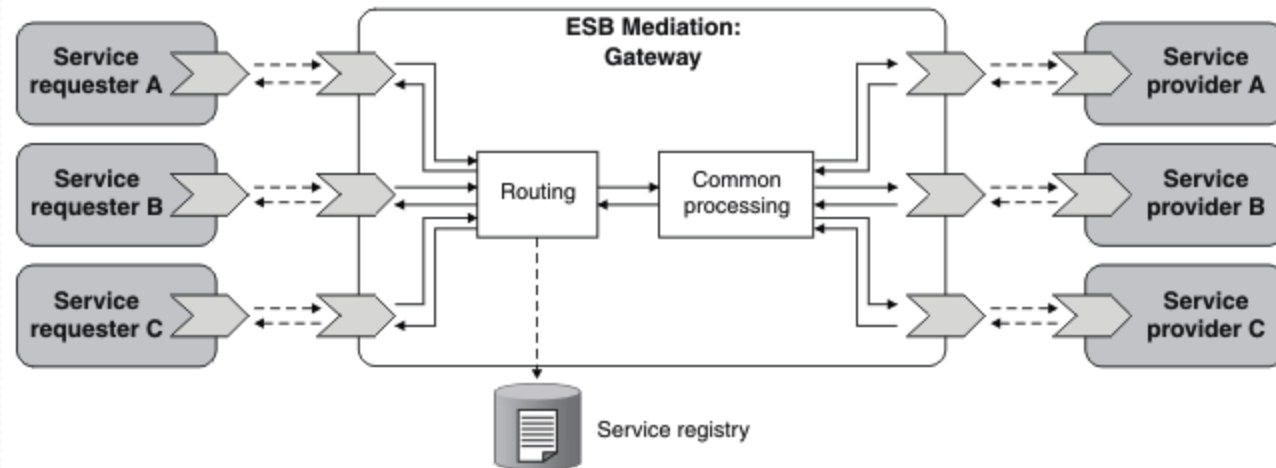 ESB Mediation:
Gateway
Service
requester A
Service
provider A
Service
requester B
Routing
Common
processing
Service
provider B
Service
requester C
Service
provider C
Service registry